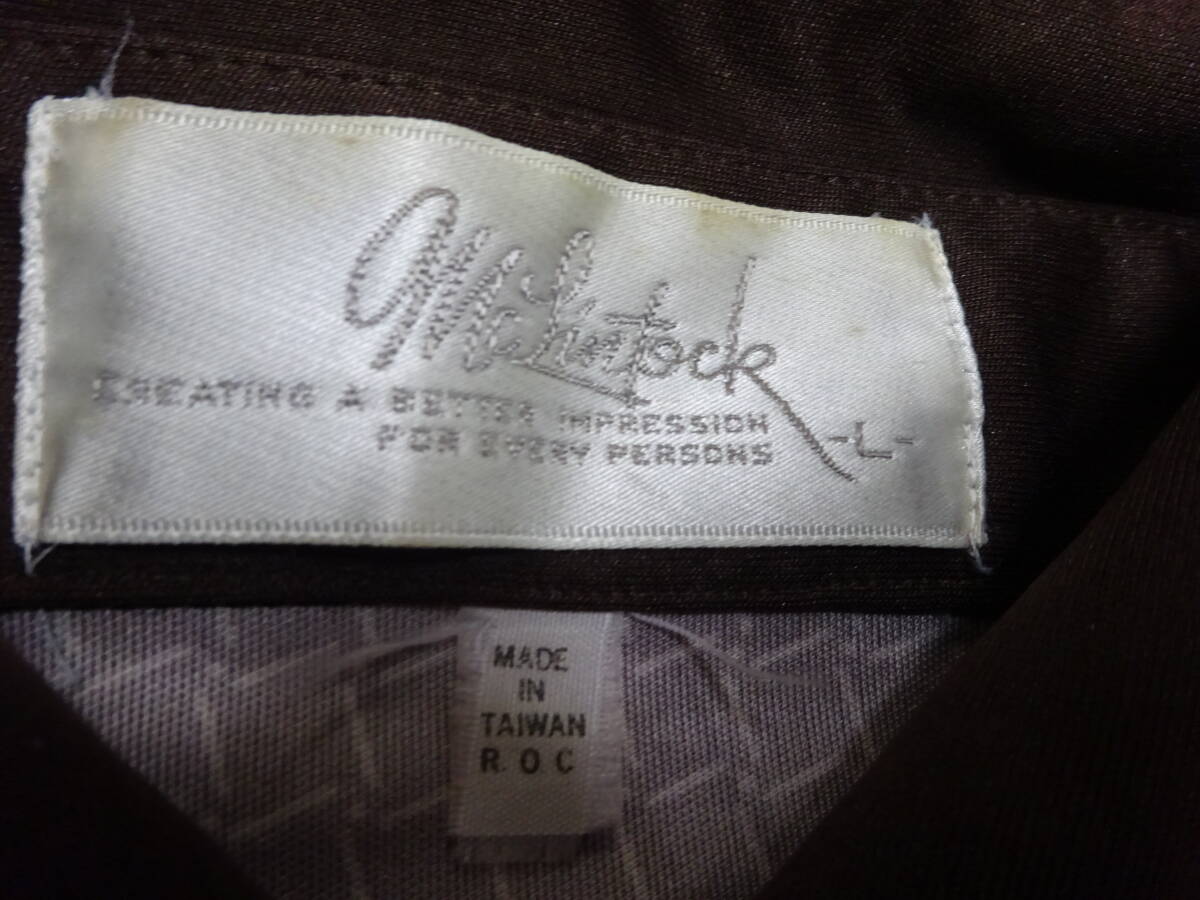 McLintock
CREATING A BETTER IMPRESSION
FOR EVERY PERSONS
-L-
MADE
IN
TAIWAN
R. O C